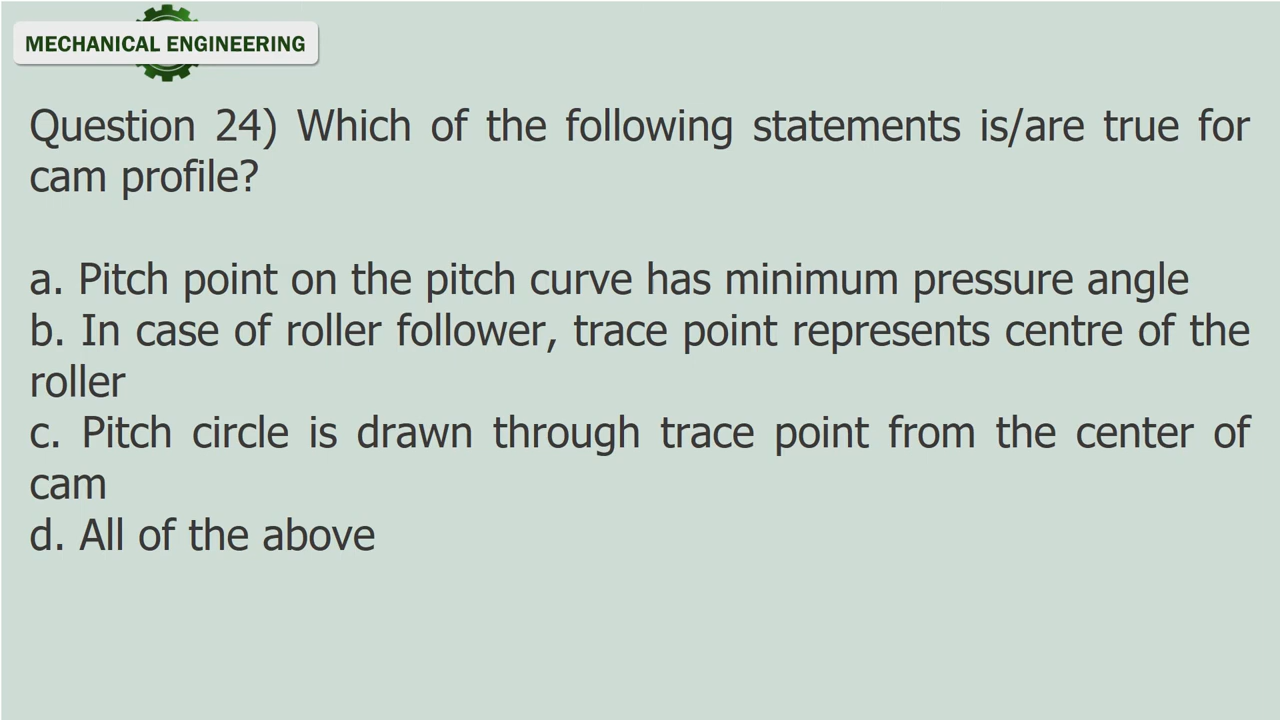 MECHANICAL ENGINEERING
Question 24) Which of the following statements is/are true for
cam profile?
a. Pitch point on the pitch curve has minimum pressure angle
b. In case of roller follower, trace point represents centre of the
roller
c. Pitch circle is drawn through trace point from the center of
cam
d. All of the above